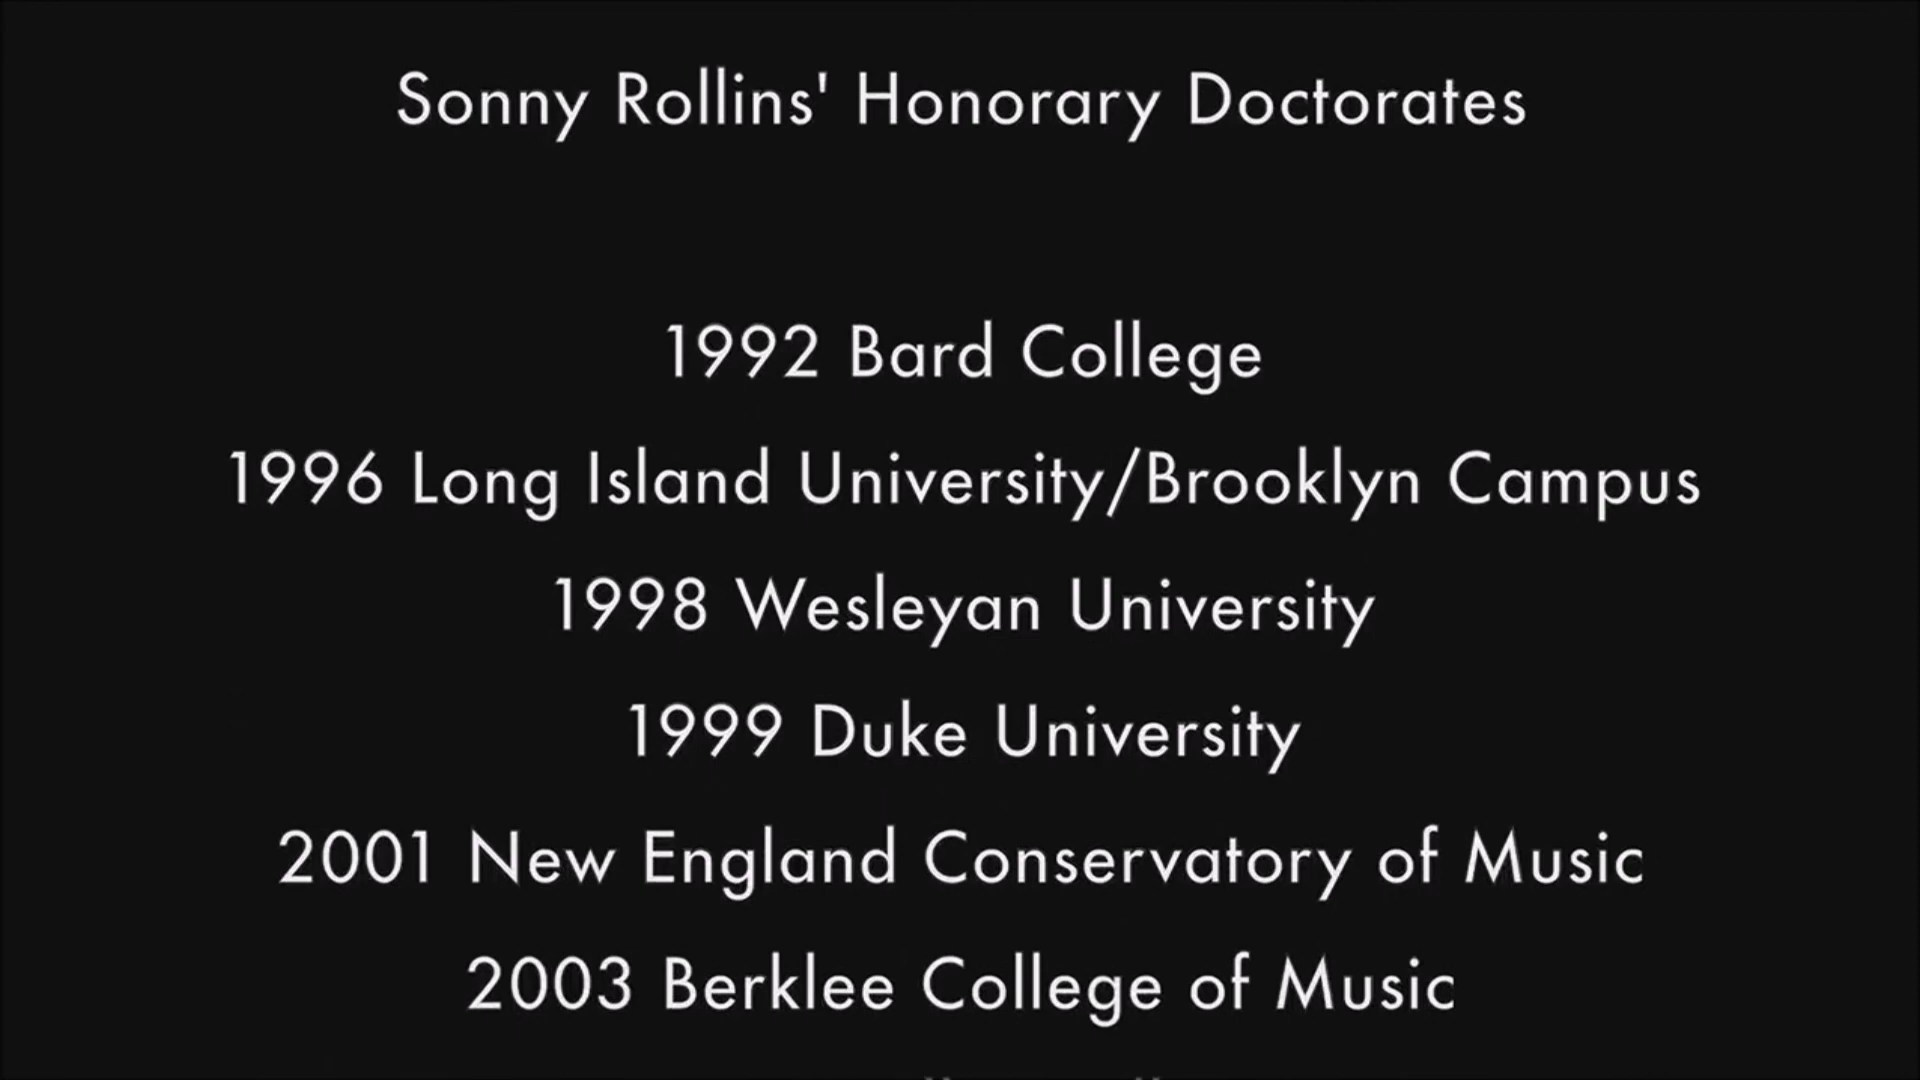 Sonny Rollins' Honorary Doctorates
1992 Bard College
1996 Long Island University/Brooklyn Campus
1998 Wesleyan University
1999 Duke University
2001 New England Conservatory of Music
2003 Berklee College of Music